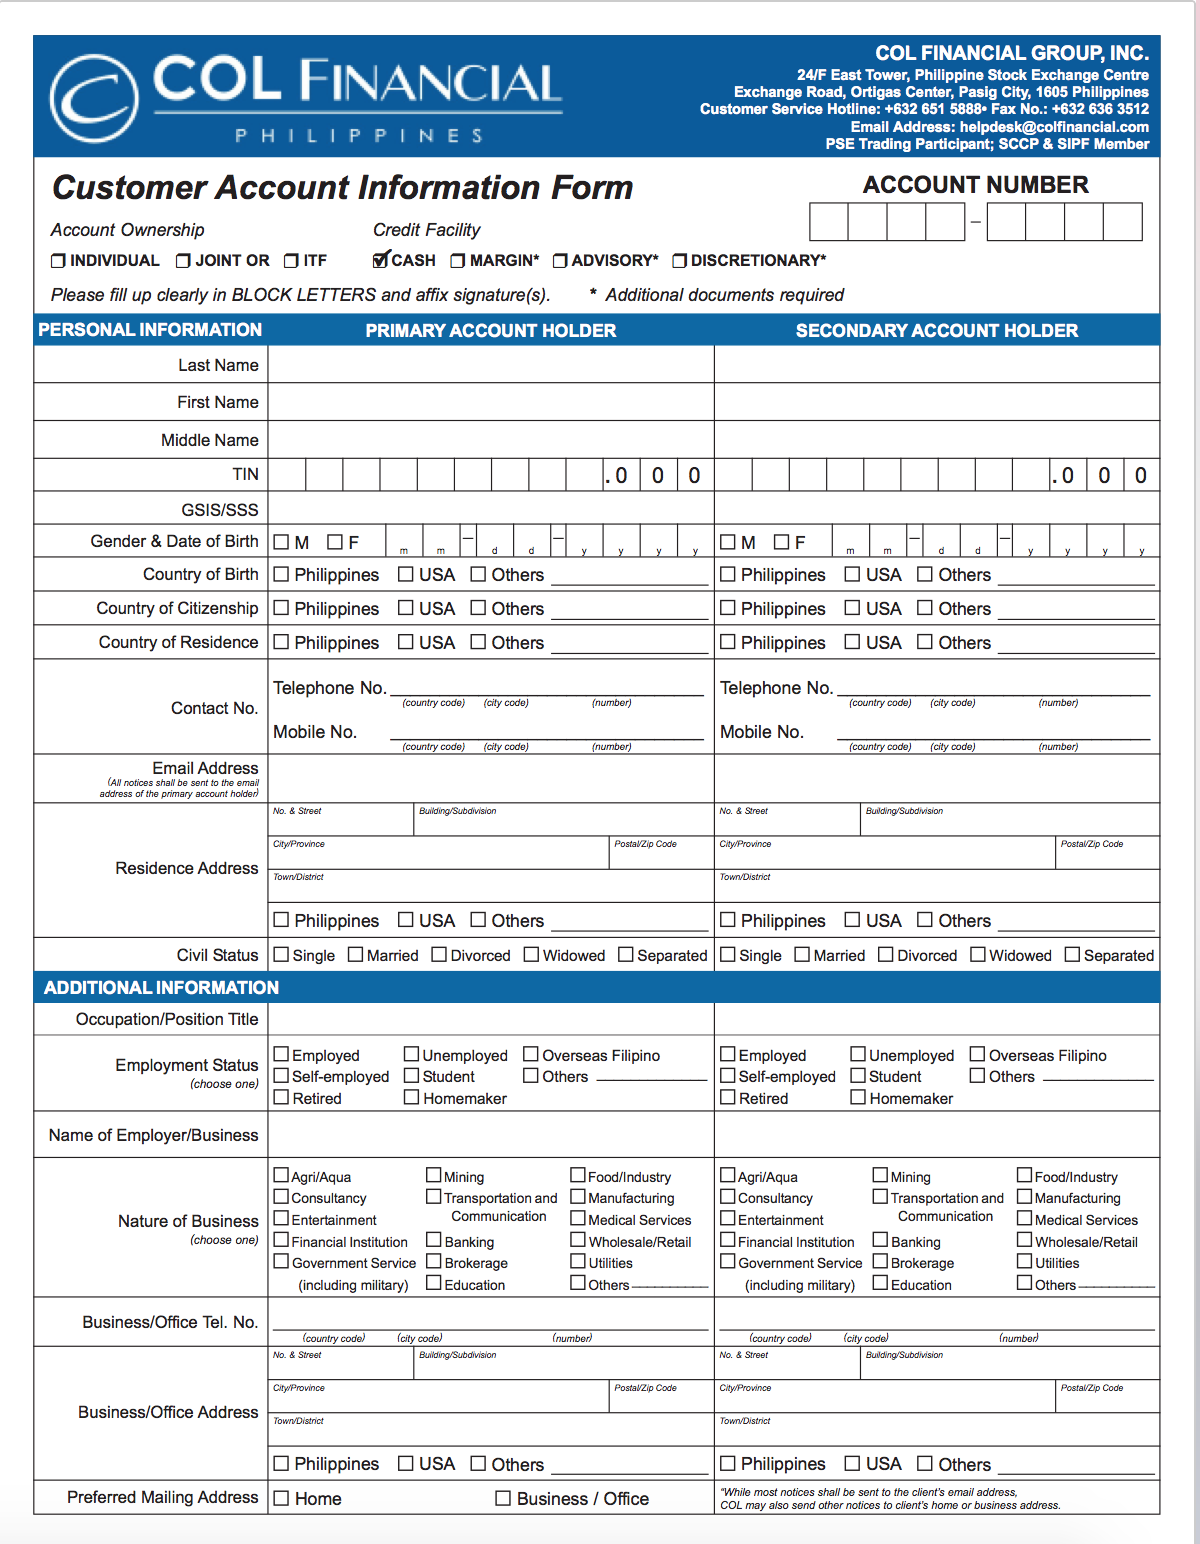 COL FINANCIAL
PHILIPPINES
COL FINANCIAL GROUP, INC.
24/F East Tower, Philippine Stock Exchange Centre
Exchange Road, Ortigas Center, Pasig City, 1605 Philippines
Customer Service Hotline: +632 651 5888• Fax No.: +632 636 3512
Email Address: helpdesk@colfinancial.com
PSE Trading Participant; SCCP & SIPF Member
Customer Account Information Form
ACCOUNT NUMBER
–
Account Ownership Credit Facility
INDIVIDUAL JOINT OR ITF CASH MARGIN* ADVISORY* DISCRETIONARY*
Please fill up clearly in BLOCK LETTERS and affix signature(s). * Additional documents required
PERSONAL INFORMATION PRIMARY ACCOUNT HOLDER SECONDARY ACCOUNT HOLDER
Last Name
First Name
Middle Name
TIN .0 0 0 .0 0 0
GSIS/SSS
Gender & Date of Birth M F m m – d d – y y y y M F m m – d d – y y y y
Country of Birth Philippines USA Others Philippines USA Others
Country of Citizenship Philippines USA Others Philippines USA Others
Country of Residence Philippines USA Others Philippines USA Others
Contact No.
Telephone No. Telephone No.
(country code) (city code) (number) (country code) (city code) (number)
Mobile No. Mobile No.
(country code) (city code) (number) (country code) (city code) (number)
Email Address
(All notices shall be sent to the email
address of the primary account holder)
Residence Address
No. & Street Building/Subdivision No. & Street Building/Subdivision
City/Province Postal/Zip Code City/Province Postal/Zip Code
Town/District Town/District
Philippines USA Others Philippines USA Others
Civil Status Single Married Divorced Widowed Separated Single Married Divorced Widowed Separated
ADDITIONAL INFORMATION
Occupation/Position Title
Employment Status
(choose one)
Employed Unemployed Overseas Filipino Employed Unemployed Overseas Filipino
Self-employed Student Others Self-employed Student Others
Retired Homemaker Retired Homemaker
Name of Employer/Business
Nature of Business
(choose one)
Agri/Aqua Mining Food/Industry Agri/Aqua Mining Food/Industry
Consultancy Transportation and Manufacturing Consultancy Transportation and Manufacturing
Entertainment Communication Medical Services Entertainment Communication Medical Services
Financial Institution Banking Wholesale/Retail Financial Institution Banking Wholesale/Retail
Government Service Brokerage Utilities Government Service Brokerage Utilities
(including military) Education Others (including military) Education Others
Business/Office Tel. No.
(country code) (city code) (number) (country code) (city code) (number)
Business/Office Address
No. & Street Building/Subdivision No. & Street Building/Subdivision
City/Province Postal/Zip Code City/Province Postal/Zip Code
Town/District Town/District
Philippines USA Others Philippines USA Others
Preferred Mailing Address Home Business / Office
*While most notices shall be sent to the client's email address,
COL may also send other notices to client's home or business address.